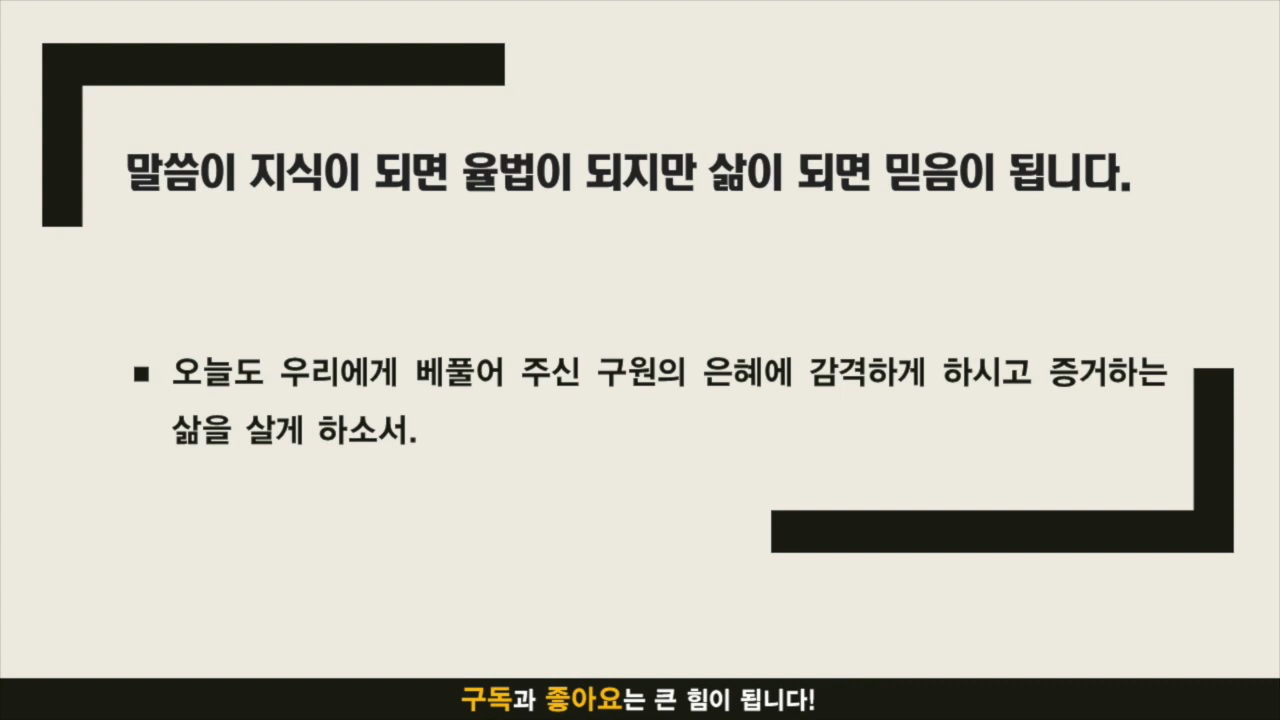 말씀이 지식이 되면 율법이 되지만 삶이 되면 믿음이 됩니다.
■ 오늘도 우리에게 베풀어 주신 구원의 은혜에 감격하게 하시고 증거하는
삶을 살게 하소서.
구독과 좋아요는 큰 힘이 됩니다!